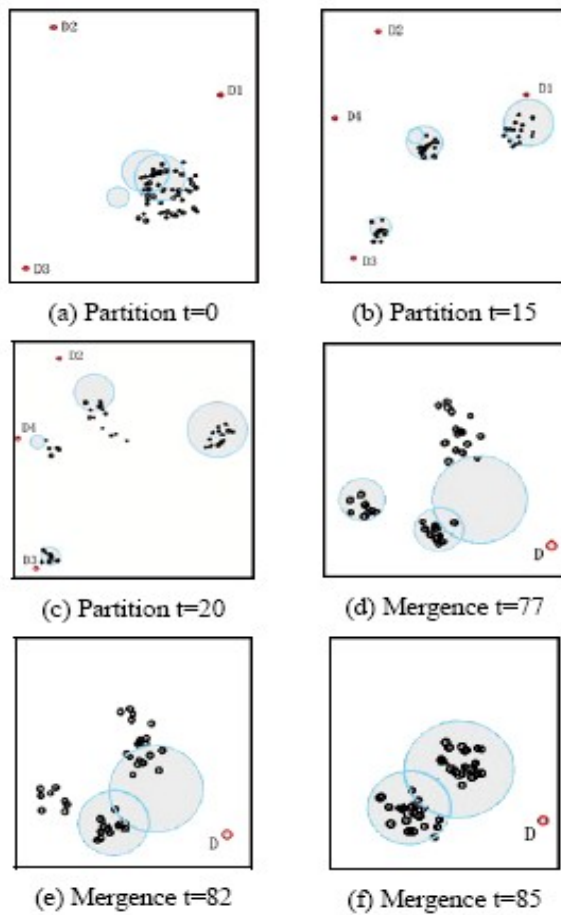 D2
D1
D3
(a) Partition t=0
D2
D1
D4
D3
(b) Partition t=15
D2
D4
D3
(c) Partition t=20
D
(d) Mergence t=77
D
(e) Mergence t=82
D
(f) Mergence t=85